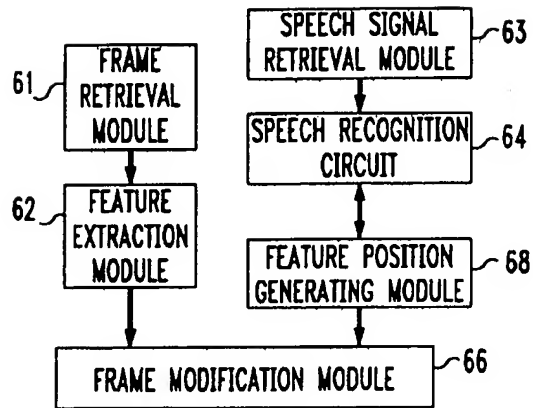 61
FRAME
RETRIEVAL
MODULE
62
FEATURE
EXTRACTION
MODULE
SPEECH SIGNAL
RETRIEVAL MODULE
63
SPEECH RECOGNITION
CIRCUIT
64
FEATURE POSITION
GENERATING MODULE
68
FRAME MODIFICATION MODULE
66